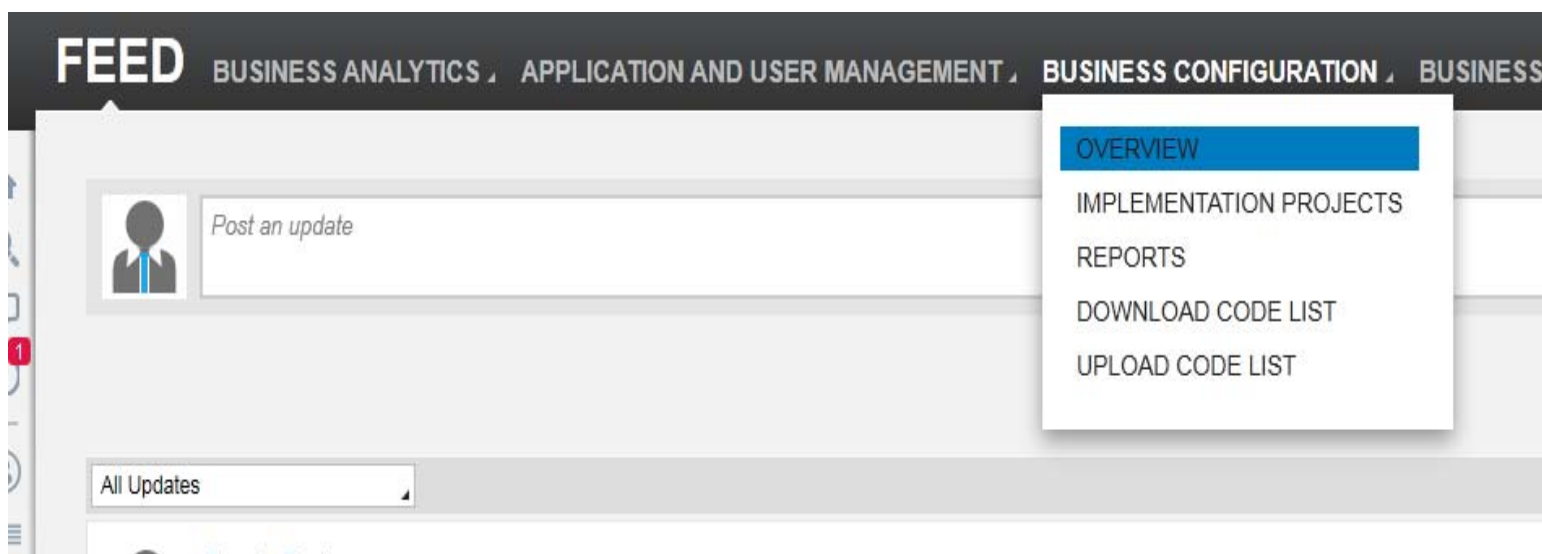 FEED BUSINESS ANALYTICS APPLICATION AND USER MANAGEMENT BUSINESS CONFIGURATION BUSINESS
OVERVIEW
IMPLEMENTATION PROJECTS
Post an update
REPORTS
DOWNLOAD CODE LIST
1
UPLOAD CODE LIST
All Updates